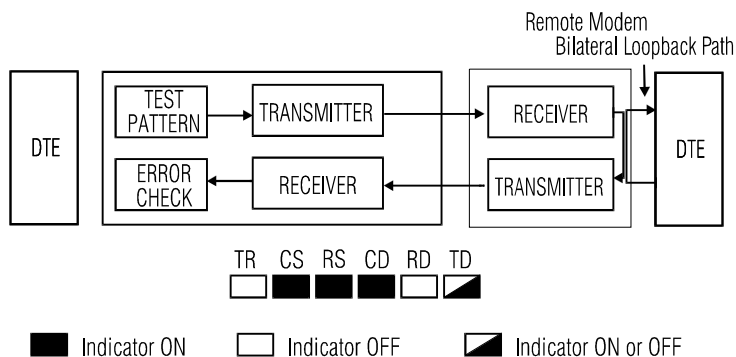 Remote Modem
Bilateral Loopback Path
DTE
TEST
PATTERN
TRANSMITTER
RECEIVER
DTE
ERROR
CHECK
RECEIVER
TRANSMITTER
TR CS RS CD RD TD
Indicator ON Indicator OFF Indicator ON or OFF